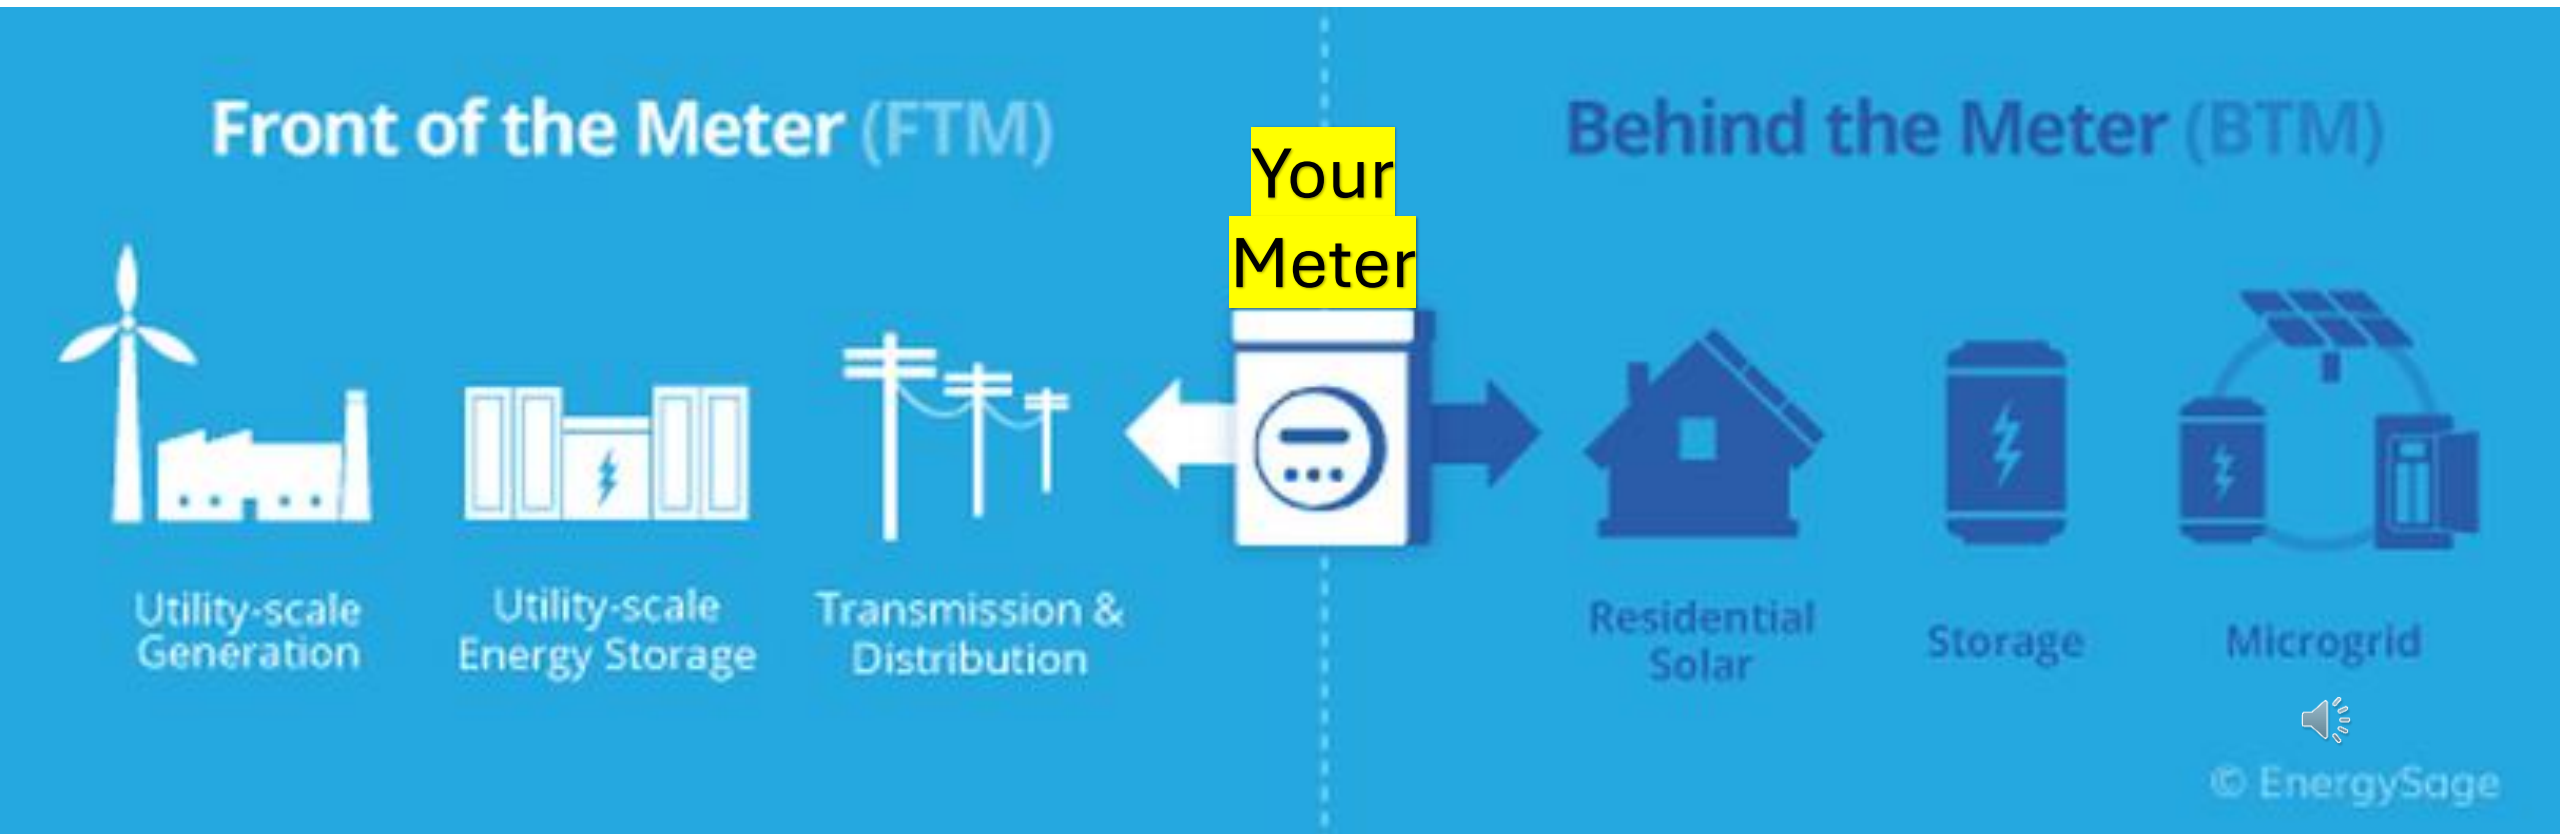 Front of the Meter (FTM)
Behind the Meter (BTM)
Your
Meter
Utility-scale
Generation
Utility-scale
Energy Storage
Transmission &
Distribution
Residential
Solar
Storage
Microgrid
© EnergySage